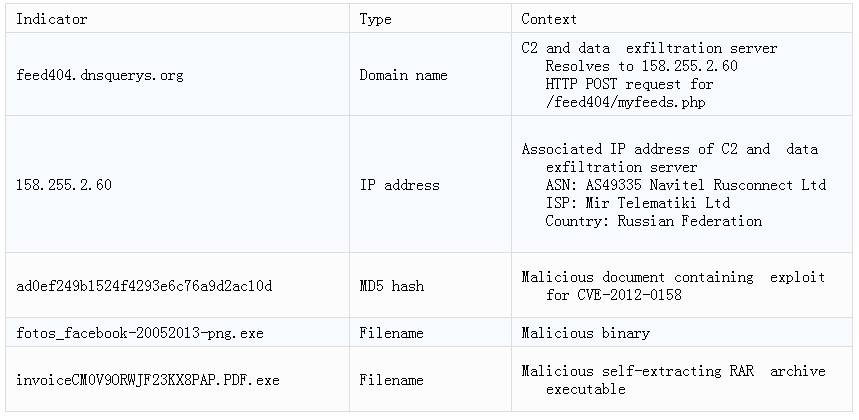 Indicator Type Context
feed404.dnsquerys.org Domain name C2 and data exfiltration server
Resolves to 158.255.2.60
HTTP POST request for
/feed404/myfeeds.php
158.255.2.60 IP address Associated IP address of C2 and data
exfiltration server
ASN: AS49335 Navitel Rusconnect Ltd
ISP: Mir Telematiki Ltd
Country: Russian Federation
ad0ef249b1524f4293e6c76a9d2ac10d MD5 hash Malicious document containing exploit
for CVE-2012-0158
fotos_facebook-20052013-png.exe Filename Malicious binary
invoiceCM0V9ORWJF23KX8PAP.PDF.exe Filename Malicious self-extracting RAR archive
executable